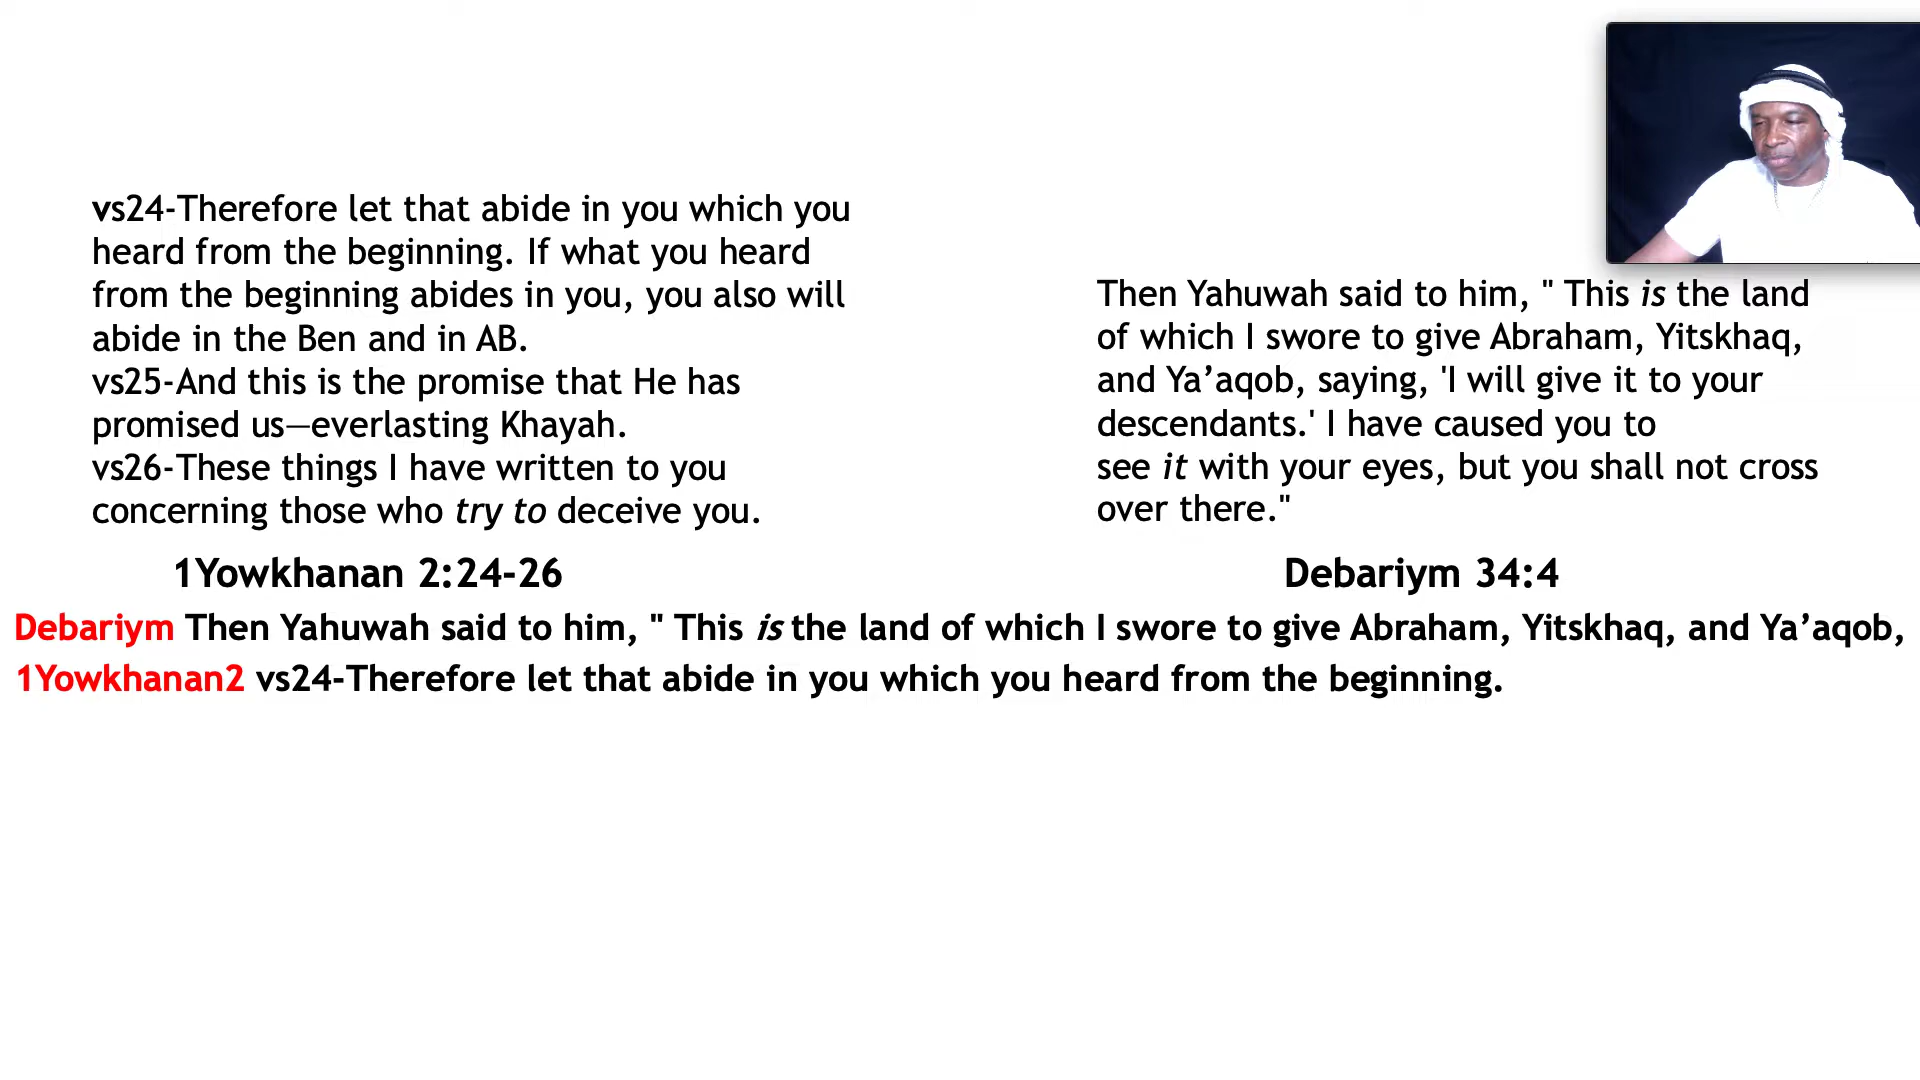 vs24-Therefore let that abide in you which you
heard from the beginning. If what you heard
from the beginning abides in you, you also will
abide in the Ben and in AB.
vs25-And this is the promise that He has
promised us—everlasting Khayah.
vs26-These things I have written to you
concerning those who try to deceive you.
1Yowkhanan 2:24-26
Then Yahuwah said to him, " This is the land
of which I swore to give Abraham, Yitskhaq,
and Ya’aqob, saying, 'I will give it to your
descendants.' I have caused you to
see it with your eyes, but you shall not cross
over there."
Debariym 34:4
Debariym Then Yahuwah said to him, " This is the land of which I swore to give Abraham, Yitskhaq, and Ya’aqob,
1Yowkhanan2 vs24-Therefore let that abide in you which you heard from the beginning.